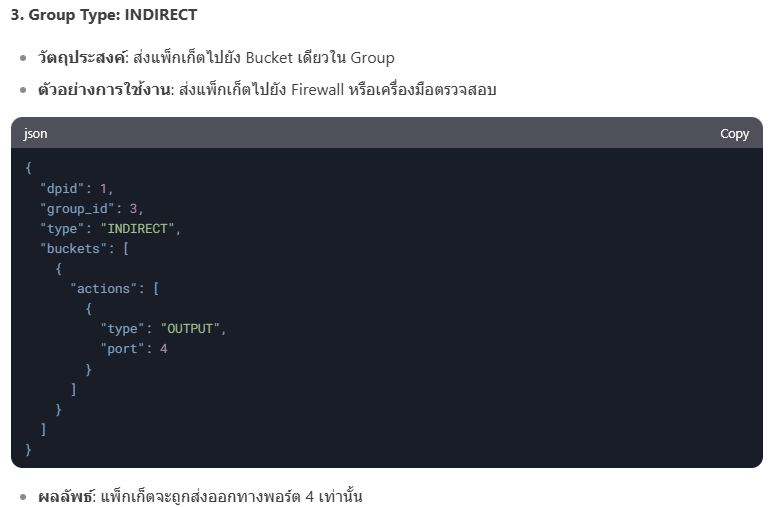 3. Group Type: INDIRECT
• วัตถุประสงค์: ส่งแพ็กเก็ตไปยัง Bucket เดียวใน Group
• ตัวอย่างการใช้งาน: ส่งแพ็กเก็ตไปยัง Firewall หรือเครื่องมือตรวจสอบ
json Copy
{
  "dpid": 1,
  "group_id": 3,
  "type": "INDIRECT",
  "buckets": [
    {
      "actions": [
        {
          "type": "OUTPUT",
          "port": 4
        }
      ]
    }
  ]
}
• ผลลัพธ์: แพ็กเก็ตจะถูกส่งออกทางพอร์ต 4 เท่านั้น